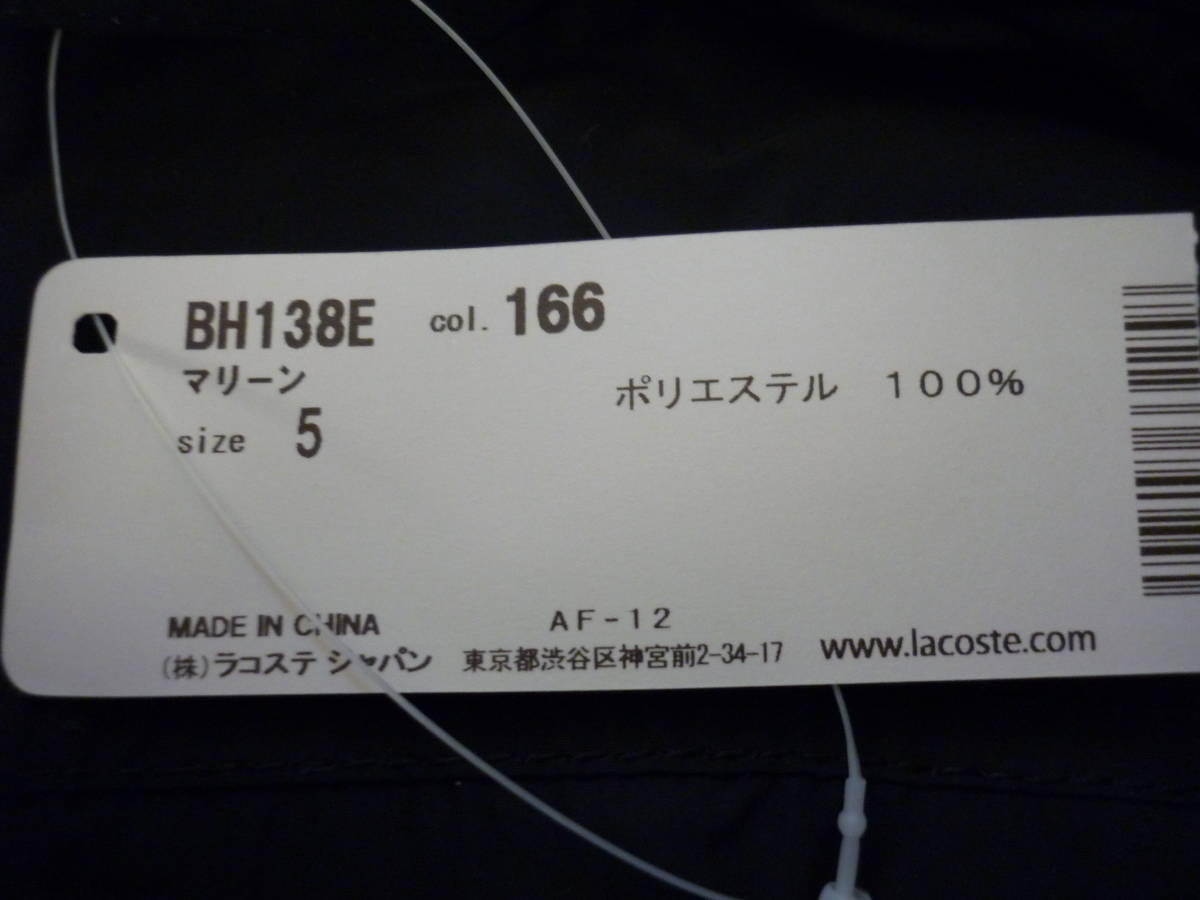 BH138E col. 166
マリーン
ポリエステル １００％
size 5
MADE IN CHINA ＡＦ－１２
(株)ラコステ ジャパン 東京都渋谷区神宮前2-34-17 www.lacoste.com